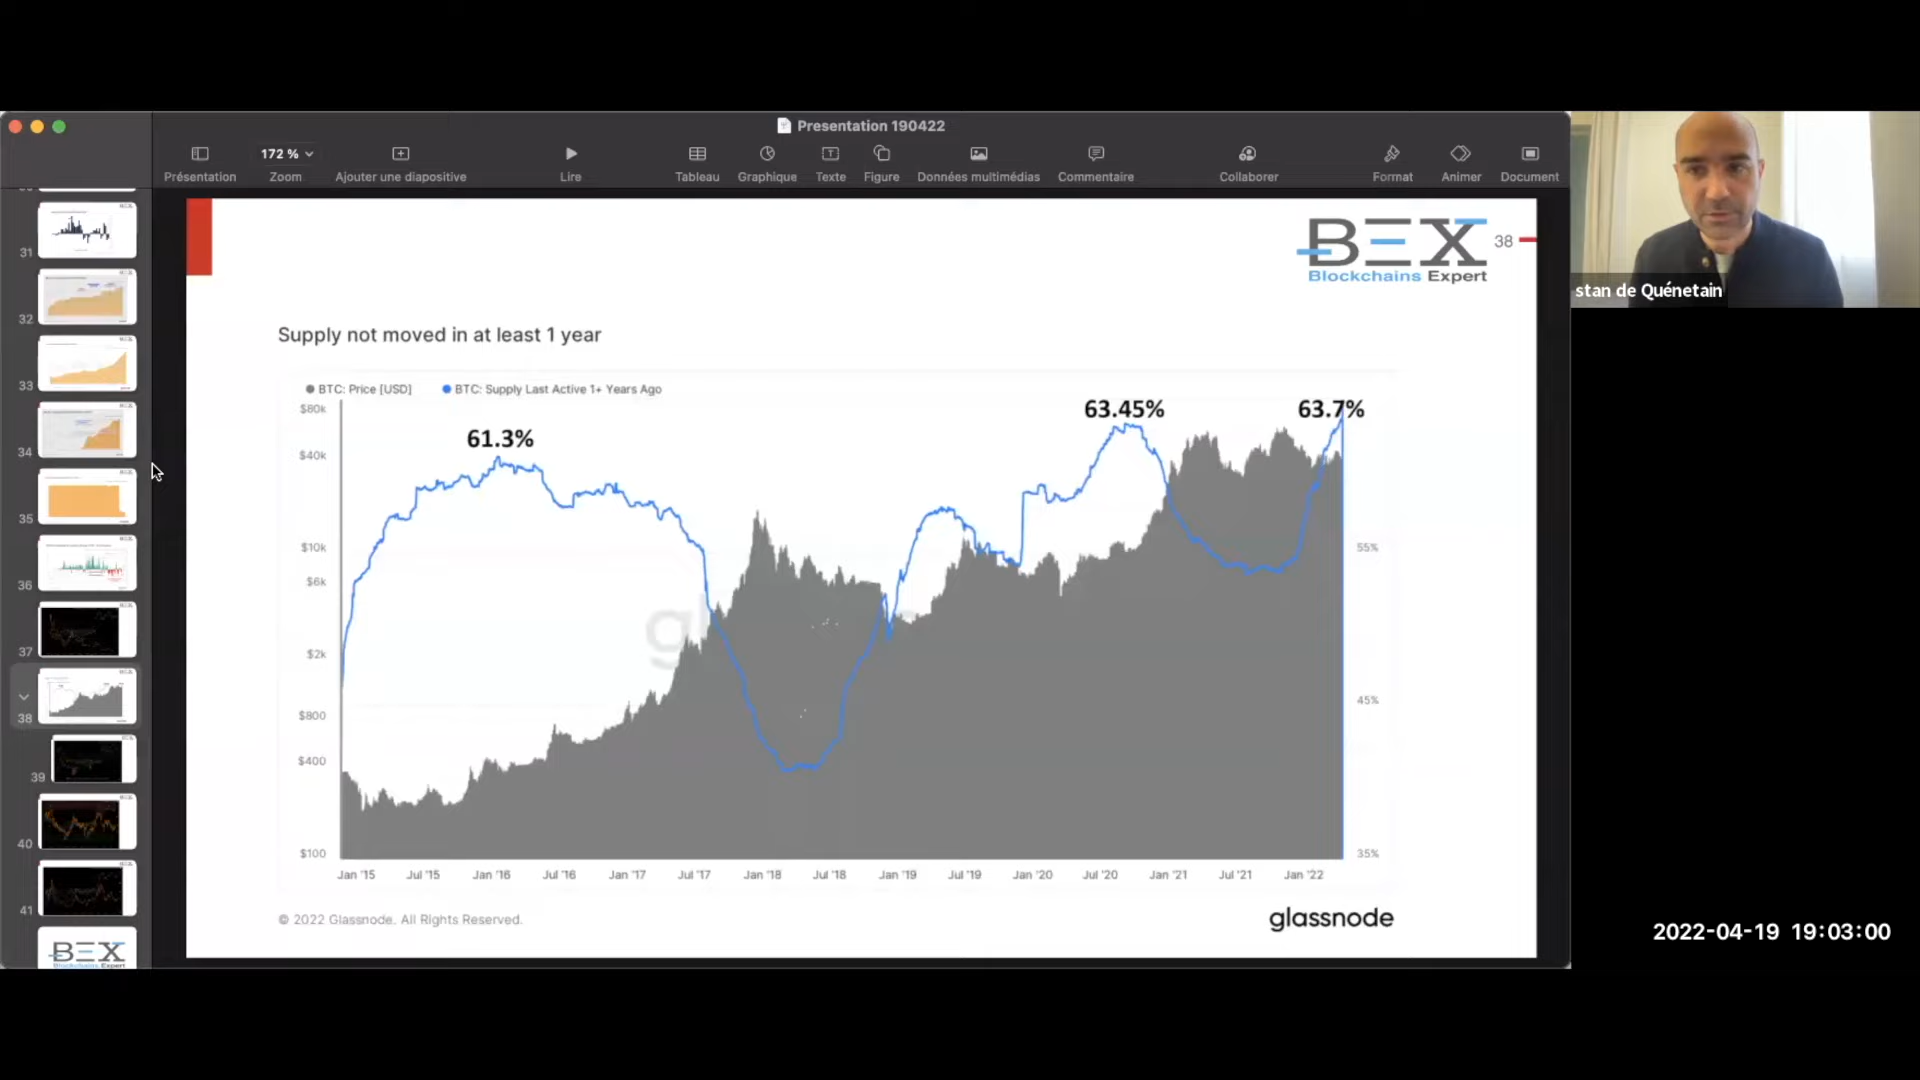 Presentation 190422
172 %
Présentation
Zoom
Ajouter une diapositive
Lire
Tableau
Graphique
Texte
Figure
Données multimédias
Commentaire
Collaborer
Format
Animer
Document
31
32
33
34
35
36
37
38
39
40
41
BEX
Blockchains Expert
BEX
Blockchains Expert
38
Supply not moved in at least 1 year
BTC: Price [USD]
BTC: Supply Last Active 1+ Years Ago
61.3%
63.45%
63.7%
$80k
$40k
$10k
$6k
$2k
$800
$400
$100
55%
45%
35%
Jan '15
Jul '15
Jan '16
Jul '16
Jan '17
Jul '17
Jan '18
Jul '18
Jan '19
Jul '19
Jan '20
Jul '20
Jan '21
Jul '21
Jan '22
© 2022 Glassnode. All Rights Reserved.
glassnode
stan de Quénetain
2022-04-19 19:03:00